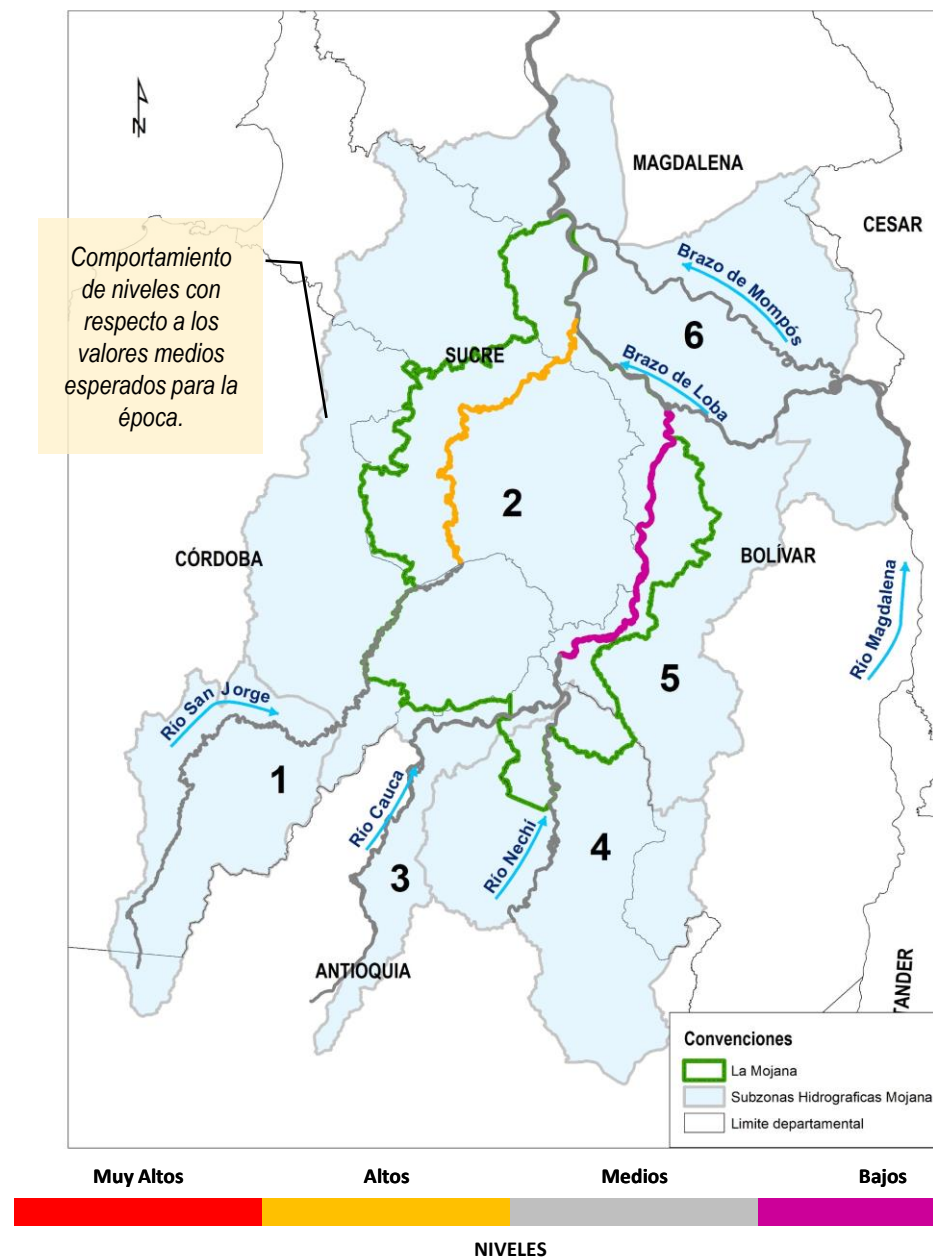 N
MAGDALENA
CESAR
Comportamiento
de niveles con
respecto a los
valores medios
esperados para la
época.
Brazo de Mompós
6
SUCRE
Brazo de Loba
2
CÓRDOBA
BOLÍVAR
Río Magdalena
5
Río San Jorge
1
Río Cauca
Río Nechí
4
3
ANTIOQUIA
TANDER
Convenciones
La Mojana
Subzonas Hidrograficas Mojana
Limite departamental
Muy Altos Altos Medios Bajos
NIVELES